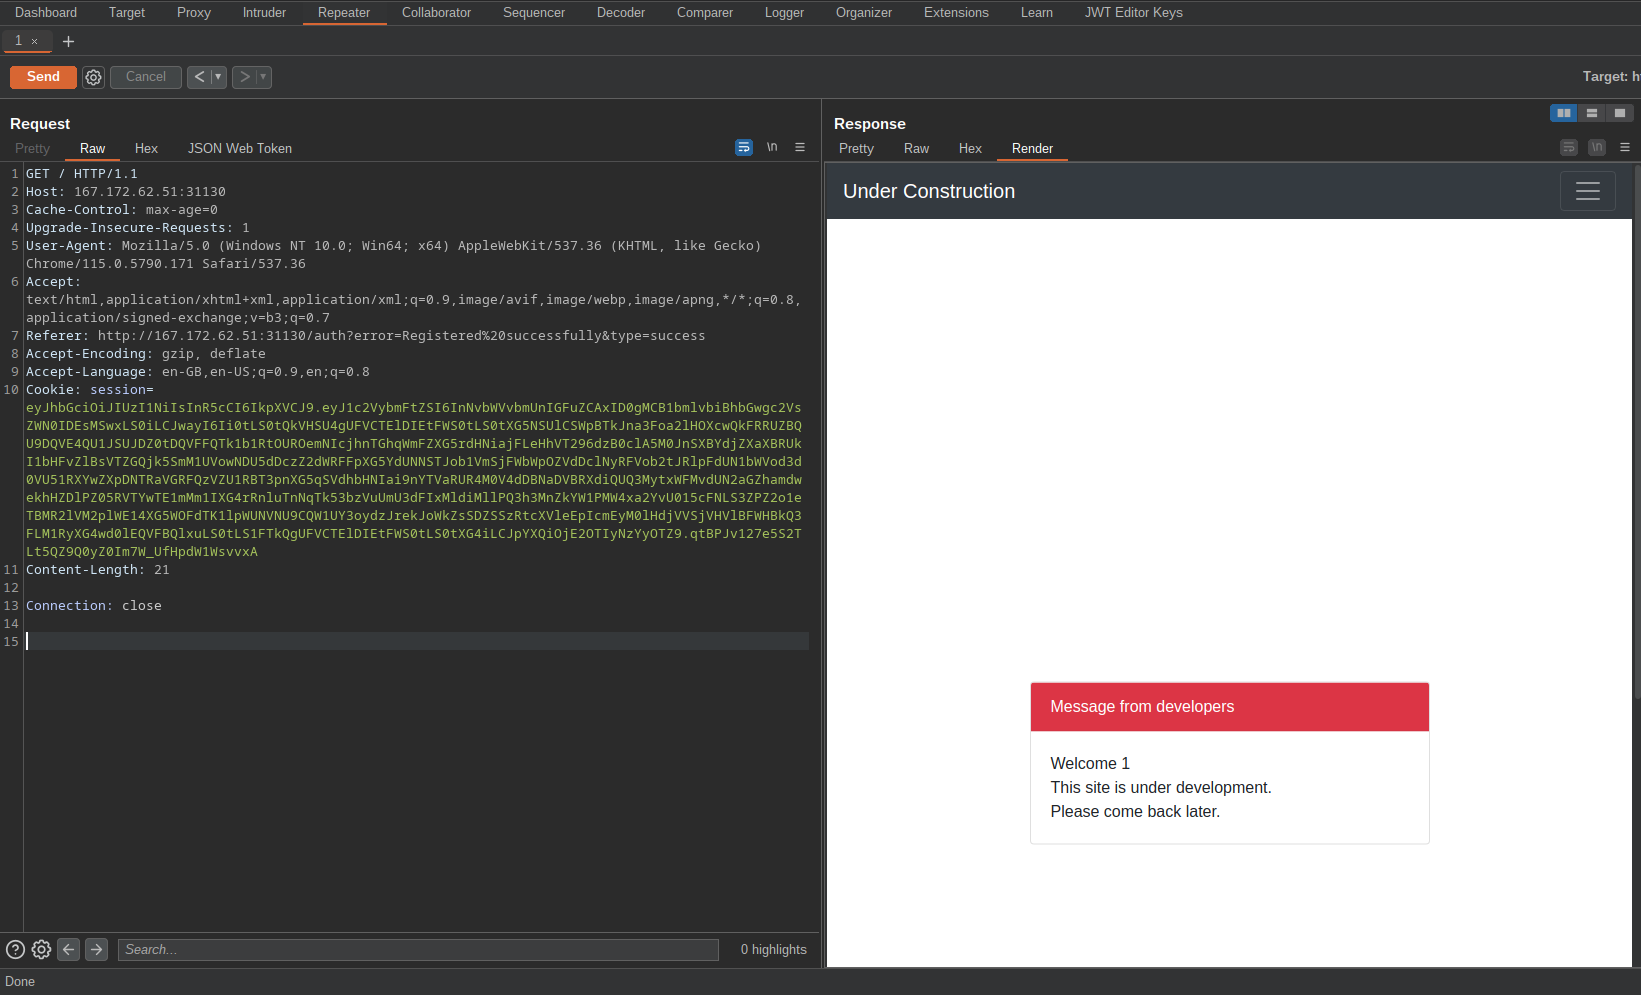 Dashboard Target Proxy Intruder Repeater Collaborator Sequencer Decoder Comparer Logger Organizer Extensions Learn JWT Editor Keys
1 × +
Send Cancel < > Target: h
Request
Pretty Raw Hex JSON Web Token \n
1 GET / HTTP/1.1
2 Host: 167.172.62.51:31130
3 Cache-Control: max-age=0
4 Upgrade-Insecure-Requests: 1
5 User-Agent: Mozilla/5.0 (Windows NT 10.0; Win64; x64) AppleWebKit/537.36 (KHTML, like Gecko)
Chrome/115.0.5790.171 Safari/537.36
6 Accept:
text/html,application/xhtml+xml,application/xml;q=0.9,image/avif,image/webp,image/apng,*/*;q=0.8,
application/signed-exchange;v=b3;q=0.7
7 Referer: http://167.172.62.51:31130/auth?error=Registered%20successfully&type=success
8 Accept-Encoding: gzip, deflate
9 Accept-Language: en-GB,en-US;q=0.9,en;q=0.8
10 Cookie: session=
11 Content-Length: 21
12
13 Connection: close
14
15
Search...
0 highlights
Done
Response
Pretty Raw Hex Render \n
Under Construction
Message from developers
Welcome 1
This site is under development.
Please come back later.